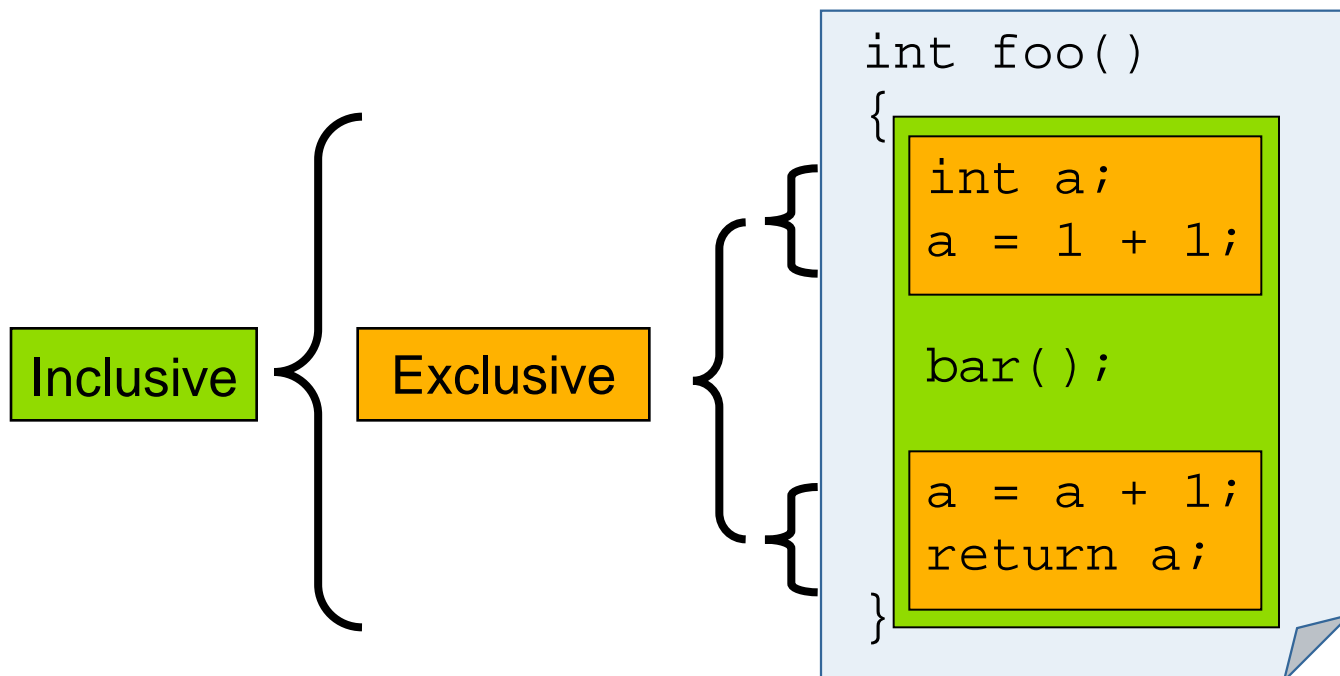 Inclusive
Exclusive
int foo()
{
int a;
a = 1 + 1;
bar();
a = a + 1;
return a;
}